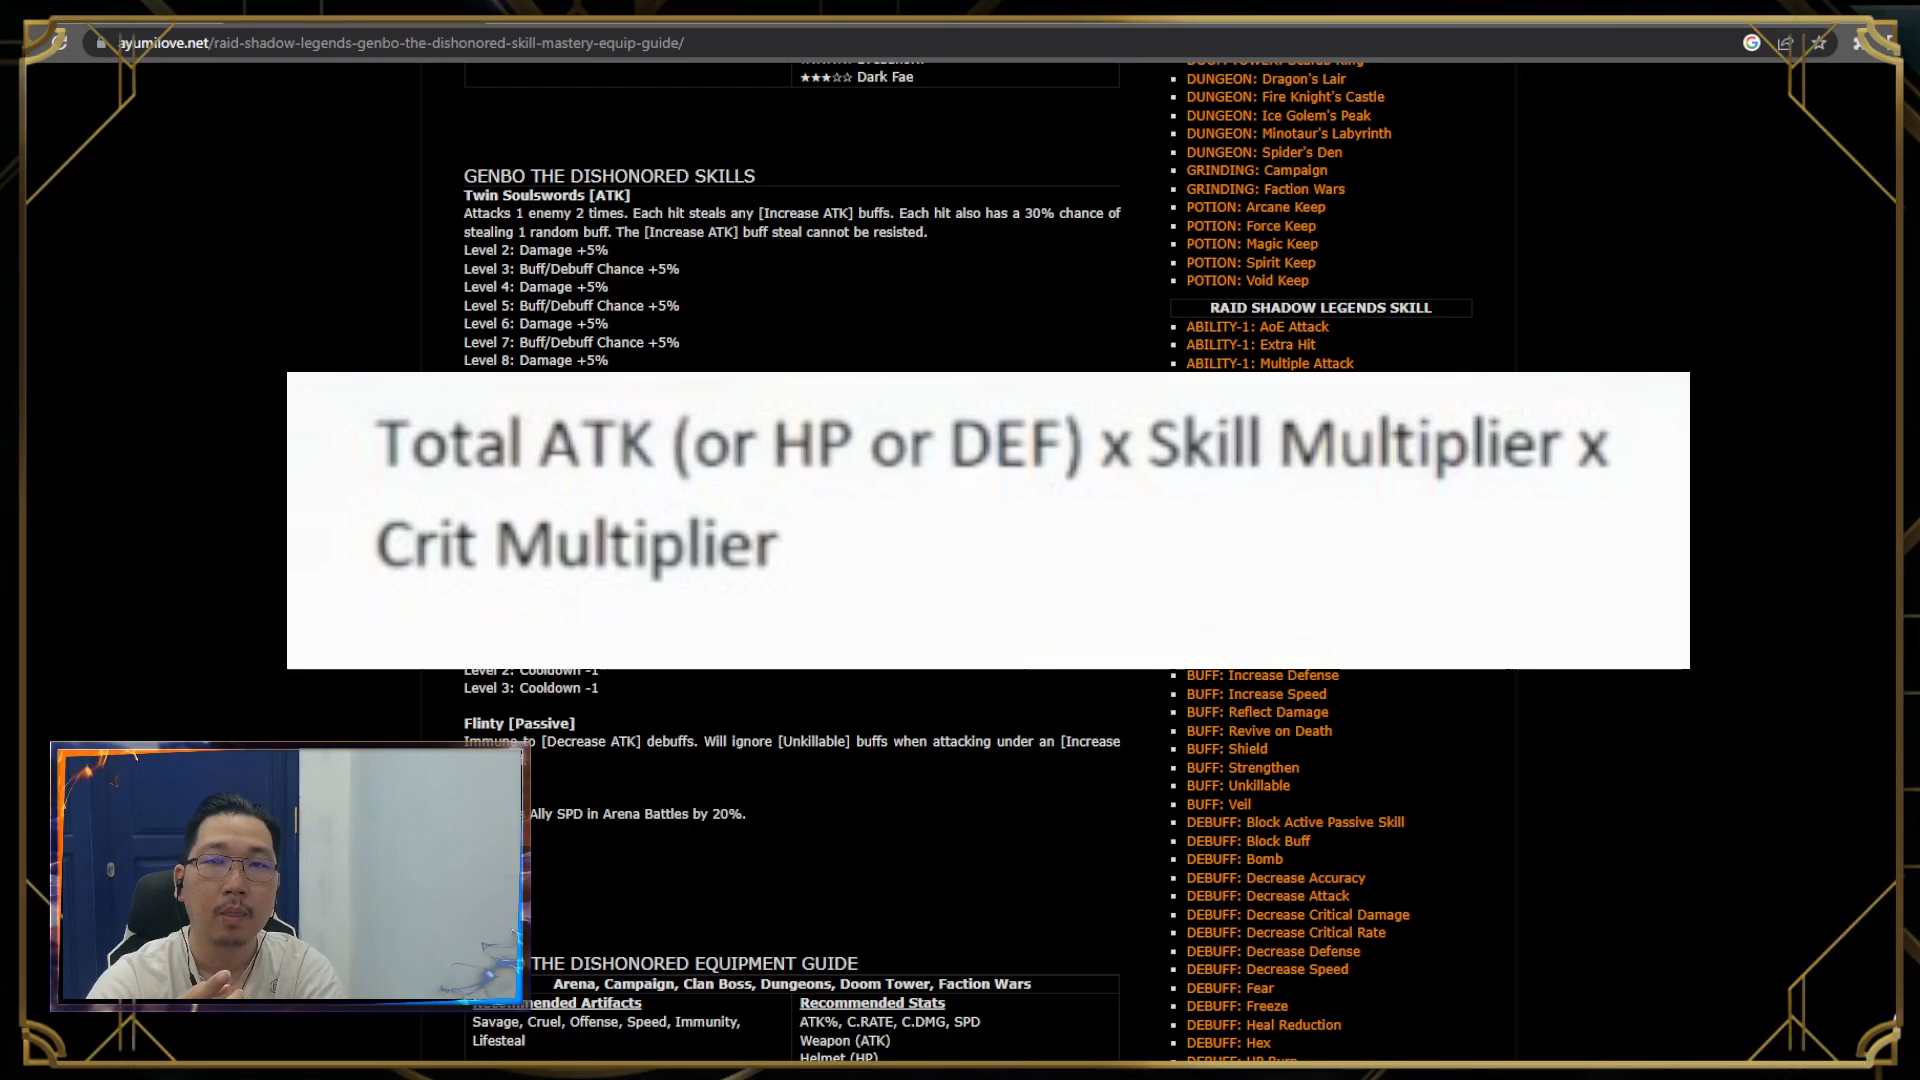 ayumilove.net/raid-shadow-legends-genbo-the-dishonored-skill-mastery-equip-guide/
★★★☆☆ Dark Fae
GENBO THE DISHONORED SKILLS
Twin Soulswords [ATK]
Attacks 1 enemy 2 times. Each hit steals any [Increase ATK] buffs. Each hit also has a 30% chance of
stealing 1 random buff. The [Increase ATK] buff steal cannot be resisted.
Level 2: Damage +5%
Level 3: Buff/Debuff Chance +5%
Level 4: Damage +5%
Level 5: Buff/Debuff Chance +5%
Level 6: Damage +5%
Level 7: Buff/Debuff Chance +5%
Level 8: Damage +5%
Total ATK (or HP or DEF) x Skill Multiplier x
Crit Multiplier
Level 2: Cooldown -1
Level 3: Cooldown -1
Flinty [Passive]
Immune to [Decrease ATK] debuffs. Will ignore [Unkillable] buffs when attacking under an [Increase
Ally SPD in Arena Battles by 20%.
THE DISHONORED EQUIPMENT GUIDE
Arena, Campaign, Clan Boss, Dungeons, Doom Tower, Faction Wars
Recommended Artifacts
Savage, Cruel, Offense, Speed, Immunity,
Lifesteal
Recommended Stats
ATK%, C.RATE, C.DMG, SPD
Weapon (ATK)
Helmet (HP)
DUNGEON: Dragon's Lair
DUNGEON: Fire Knight's Castle
DUNGEON: Ice Golem's Peak
DUNGEON: Minotaur's Labyrinth
DUNGEON: Spider's Den
GRINDING: Campaign
GRINDING: Faction Wars
POTION: Arcane Keep
POTION: Force Keep
POTION: Magic Keep
POTION: Spirit Keep
POTION: Void Keep
RAID SHADOW LEGENDS SKILL
ABILITY-1: AoE Attack
ABILITY-1: Extra Hit
ABILITY-1: Multiple Attack
BUFF: Increase Defense
BUFF: Increase Speed
BUFF: Reflect Damage
BUFF: Revive on Death
BUFF: Shield
BUFF: Strengthen
BUFF: Unkillable
BUFF: Veil
DEBUFF: Block Active Passive Skill
DEBUFF: Block Buff
DEBUFF: Bomb
DEBUFF: Decrease Accuracy
DEBUFF: Decrease Attack
DEBUFF: Decrease Critical Damage
DEBUFF: Decrease Critical Rate
DEBUFF: Decrease Defense
DEBUFF: Decrease Speed
DEBUFF: Fear
DEBUFF: Freeze
DEBUFF: Heal Reduction
DEBUFF: Hex